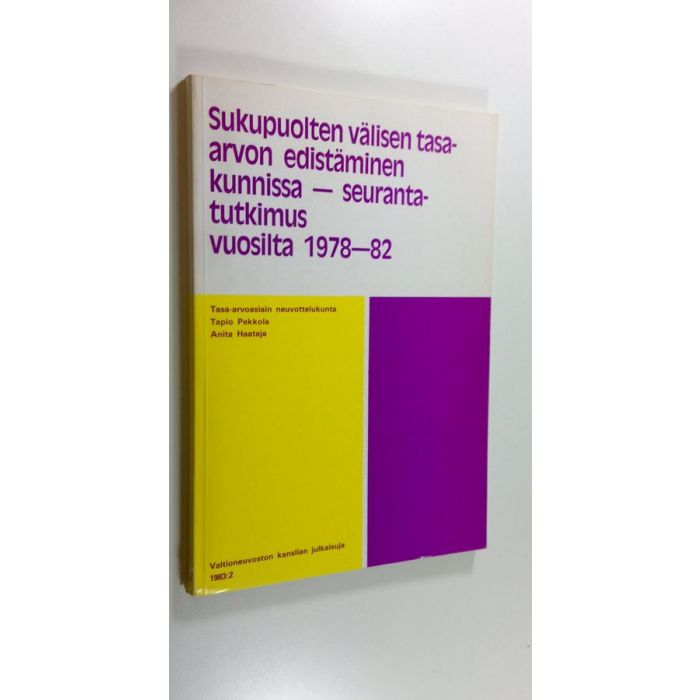 Sukupuolten välisen tasa-
arvon edistäminen
kunnissa — seuranta-
tutkimus
vuosilta 1978—82
Tasa-arvoasiain neuvottelukunta
Tapio Pekkola
Anita Haataja
Valtioneuvoston kanslian julkaisuja
1983:2